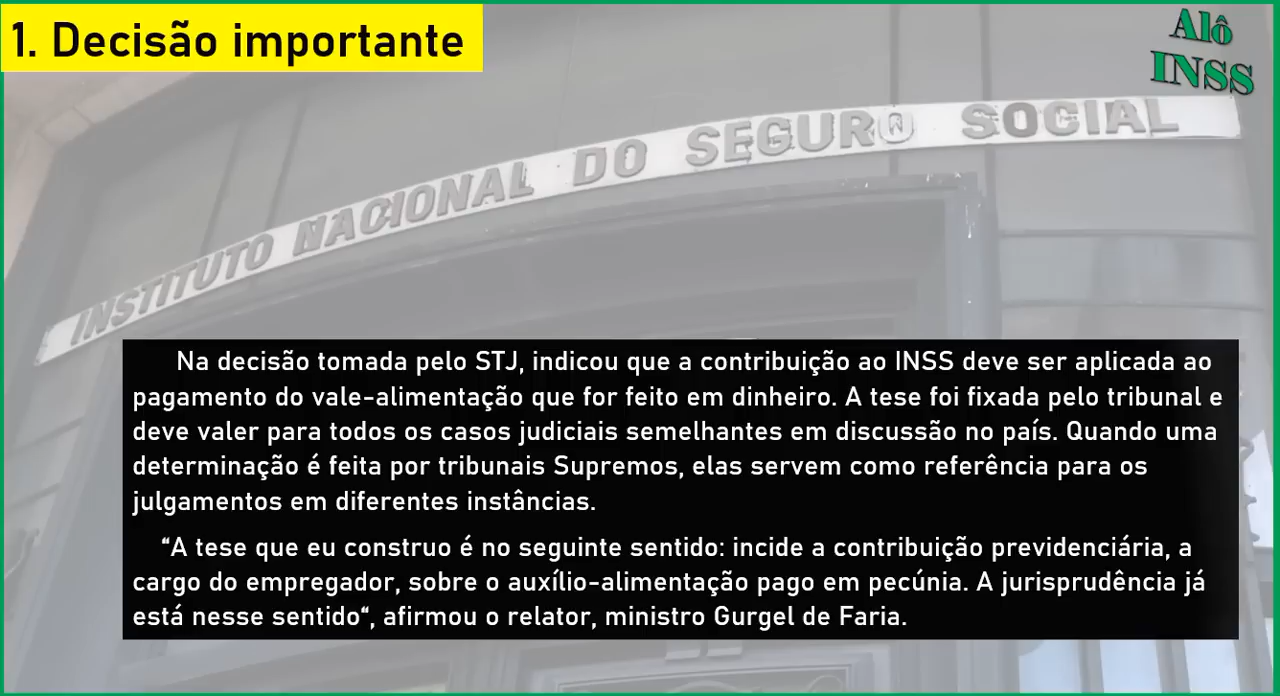 1. Decisão importante
Alô
INSS
INSTITUTO NACIONAL DO SEGURO SOCIAL
Na decisão tomada pelo STJ, indicou que a contribuição ao INSS deve ser aplicada ao
pagamento do vale-alimentação que for feito em dinheiro. A tese foi fixada pelo tribunal e
deve valer para todos os casos judiciais semelhantes em discussão no país. Quando uma
determinação é feita por tribunais Supremos, elas servem como referência para os
julgamentos em diferentes instâncias.
“A tese que eu construo é no seguinte sentido: incide a contribuição previdenciária, a
cargo do empregador, sobre o auxílio-alimentação pago em pecúnia. A jurisprudência já
está nesse sentido“, afirmou o relator, ministro Gurgel de Faria.